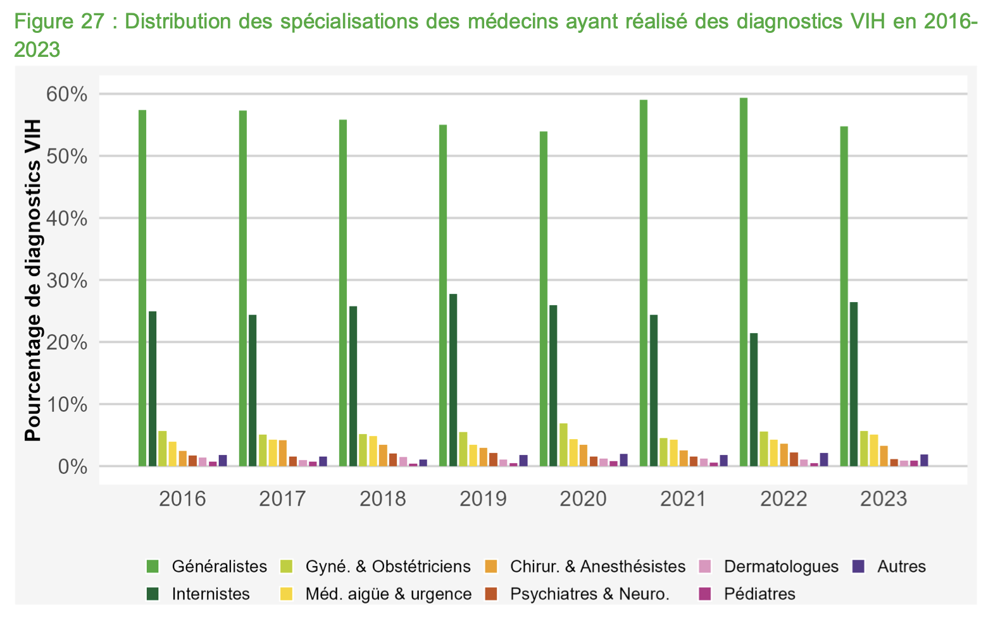 Figure 27 : Distribution des spécialisations des médecins ayant réalisé des diagnostics VIH en 2016-
2023
Pourcentage de diagnostics VIH
60%
50%
40%
30%
20%
10%
0%
2016 2017 2018 2019 2020 2021 2022 2023
Généralistes Gyné. & Obstétriciens Chirur. & Anesthésistes Dermatologues Autres
Internistes Méd. aigüe & urgence Psychiatres & Neuro. Pédiatres